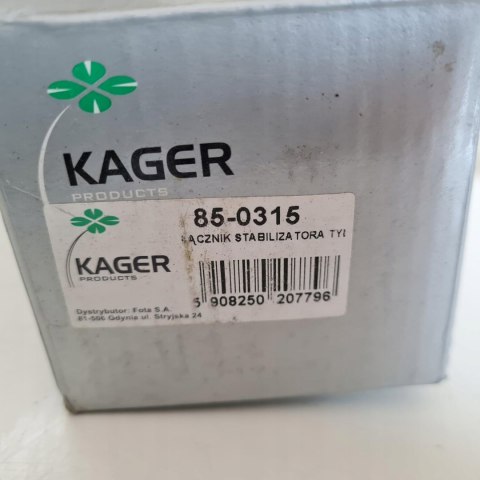 KAGER
PRODUCTS
85-0315
ŁĄCZNIK STABILIZATORA TYŁ
KAGER
PRODUCTS
5 908250 207796
Dystrybutor: Fota S.A.
81-506 Gdynia ul. Stryjska 24